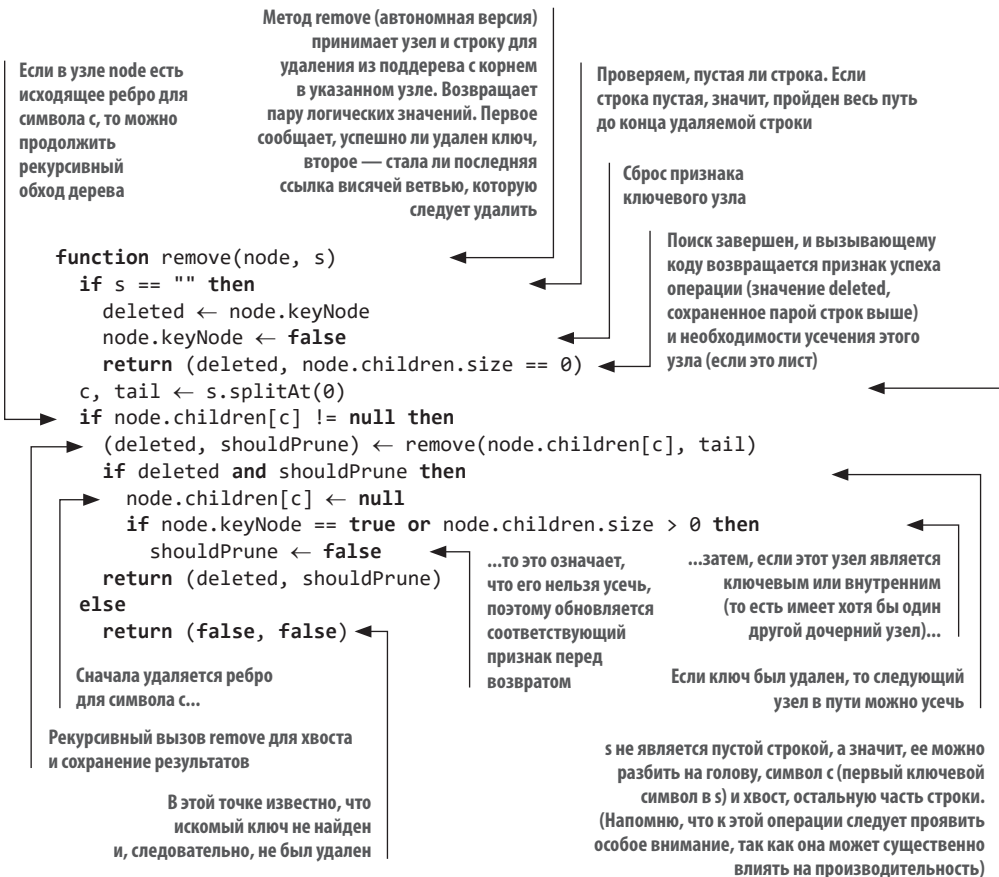 Метод remove (автономная версия)
принимает узел и строку для
удаления из поддерева с корнем
в указанном узле. Возвращает
пару логических значений. Первое
сообщает, успешно ли удален ключ,
второе — стала ли последняя
ссылка висячей ветвью, которую
следует удалить
Если в узле node есть
исходящее ребро для
символа c, то можно
продолжить
рекурсивный
обход дерева
Проверяем, пустая ли строка. Если
строка пустая, значит, пройден весь путь
до конца удаляемой строки
Сброс признака
ключевого узла
Поиск завершен, и вызывающему
коду возвращается признак успеха
операции (значение deleted,
сохраненное парой строк выше)
и необходимости усечения этого
узла (если это лист)
function remove(node, s)
if s == "" then
deleted ← node.keyNode
node.keyNode ← false
return (deleted, node.children.size == 0)
c, tail ← s.splitAt(0)
if node.children[c] != null then
(deleted, shouldPrune) ← remove(node.children[c], tail)
if deleted and shouldPrune then
node.children[c] ← null
if node.keyNode == true or node.children.size > 0 then
shouldPrune ← false
return (deleted, shouldPrune)
else
return (false, false)
...то это означает,
что его нельзя усечь,
поэтому обновляется
соответствующий
признак перед
возвратом
...затем, если этот узел является
ключевым или внутренним
(то есть имеет хотя бы один
другой дочерний узел)...
Сначала удаляется ребро
для символа c...
Если ключ был удален, то следующий
узел в пути можно усечь
Рекурсивный вызов remove для хвоста
и сохранение результатов
В этой точке известно, что
искомый ключ не найден
и, следовательно, не был удален
s не является пустой строкой, а значит, ее можно
разбить на голову, символ c (первый ключевой
символ в s) и хвост, остальную часть строки.
(Напомню, что к этой операции следует проявить
особое внимание, так как она может существенно
влиять на производительность)